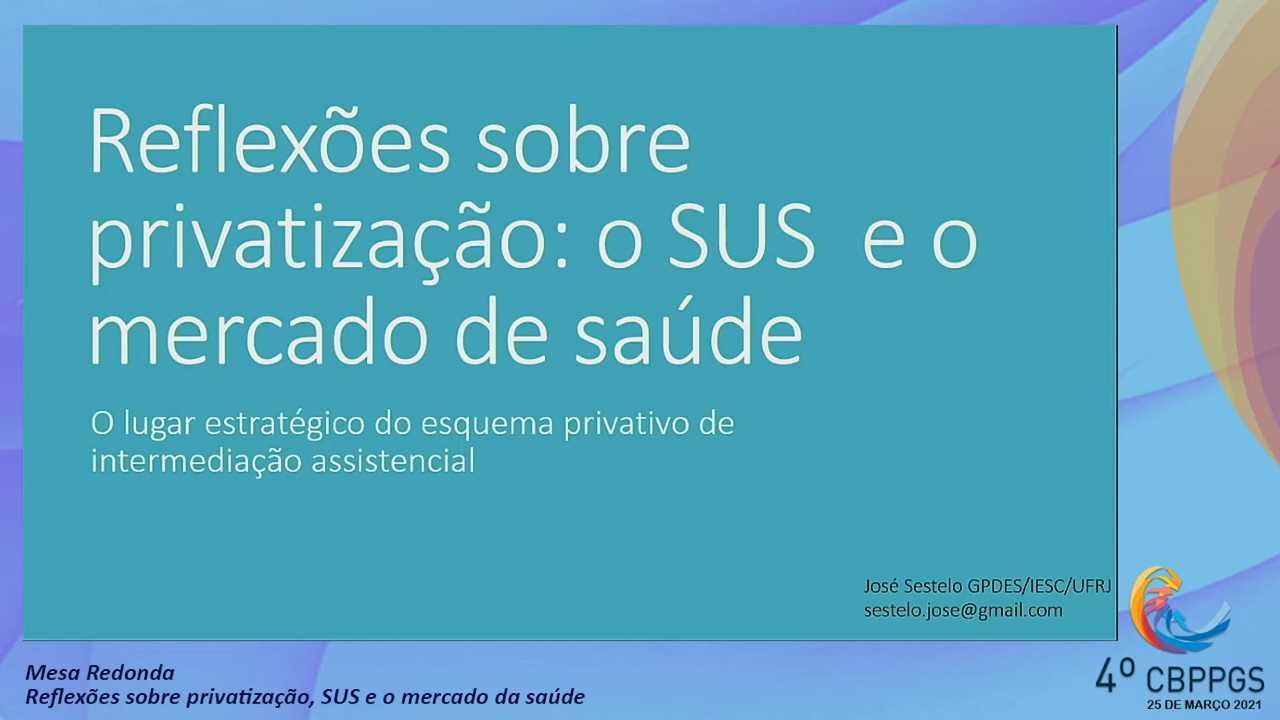 Reflexões sobre
privatização: o SUS e o
mercado de saúde
O lugar estratégico do esquema privativo de
intermediação assistencial
José Sestelo GPDES/IESC/UFRJ
sestelo.jose@gmail.com
Mesa Redonda
Reflexões sobre privatização, SUS e o mercado da saúde
4º CBPPGS
25 DE MARÇO 2021